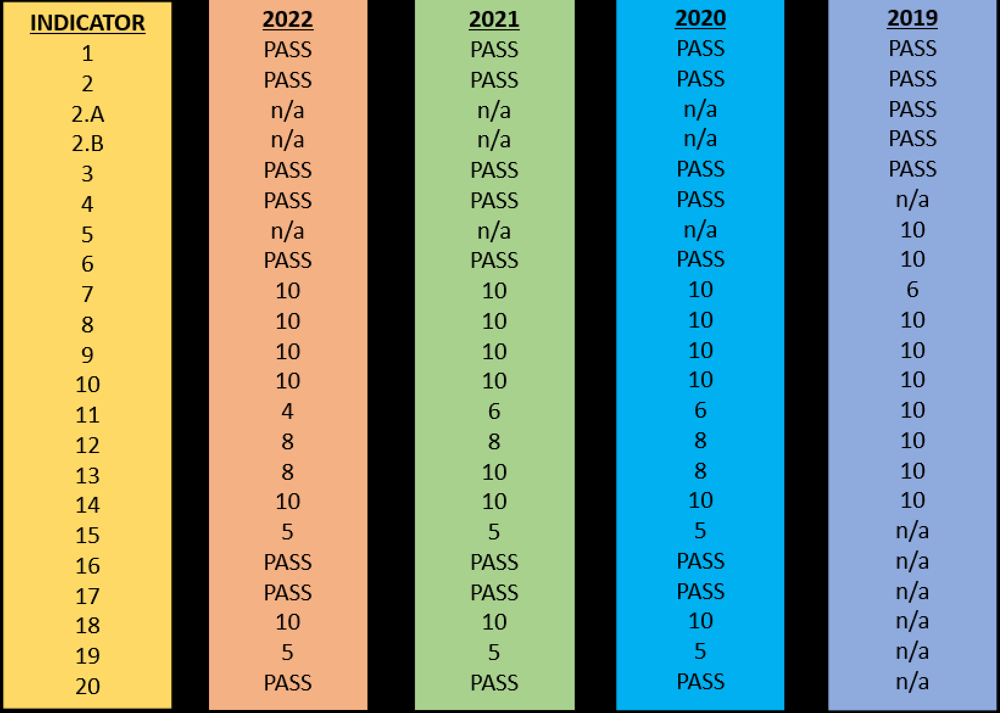 INDICATOR 2022 2021 2020 2019
1 PASS PASS PASS PASS
2 PASS PASS PASS PASS
2.A n/a n/a n/a PASS
2.B n/a n/a n/a PASS
3 PASS PASS PASS PASS
4 PASS PASS PASS n/a
5 n/a n/a n/a 10
6 PASS PASS PASS 10
7 10 10 10 6
8 10 10 10 10
9 10 10 10 10
10 10 10 10 10
11 4 6 6 10
12 8 8 8 10
13 8 10 8 10
14 10 10 10 10
15 5 5 5 n/a
16 PASS PASS PASS n/a
17 PASS PASS PASS n/a
18 10 10 10 n/a
19 5 5 5 n/a
20 PASS PASS PASS n/a